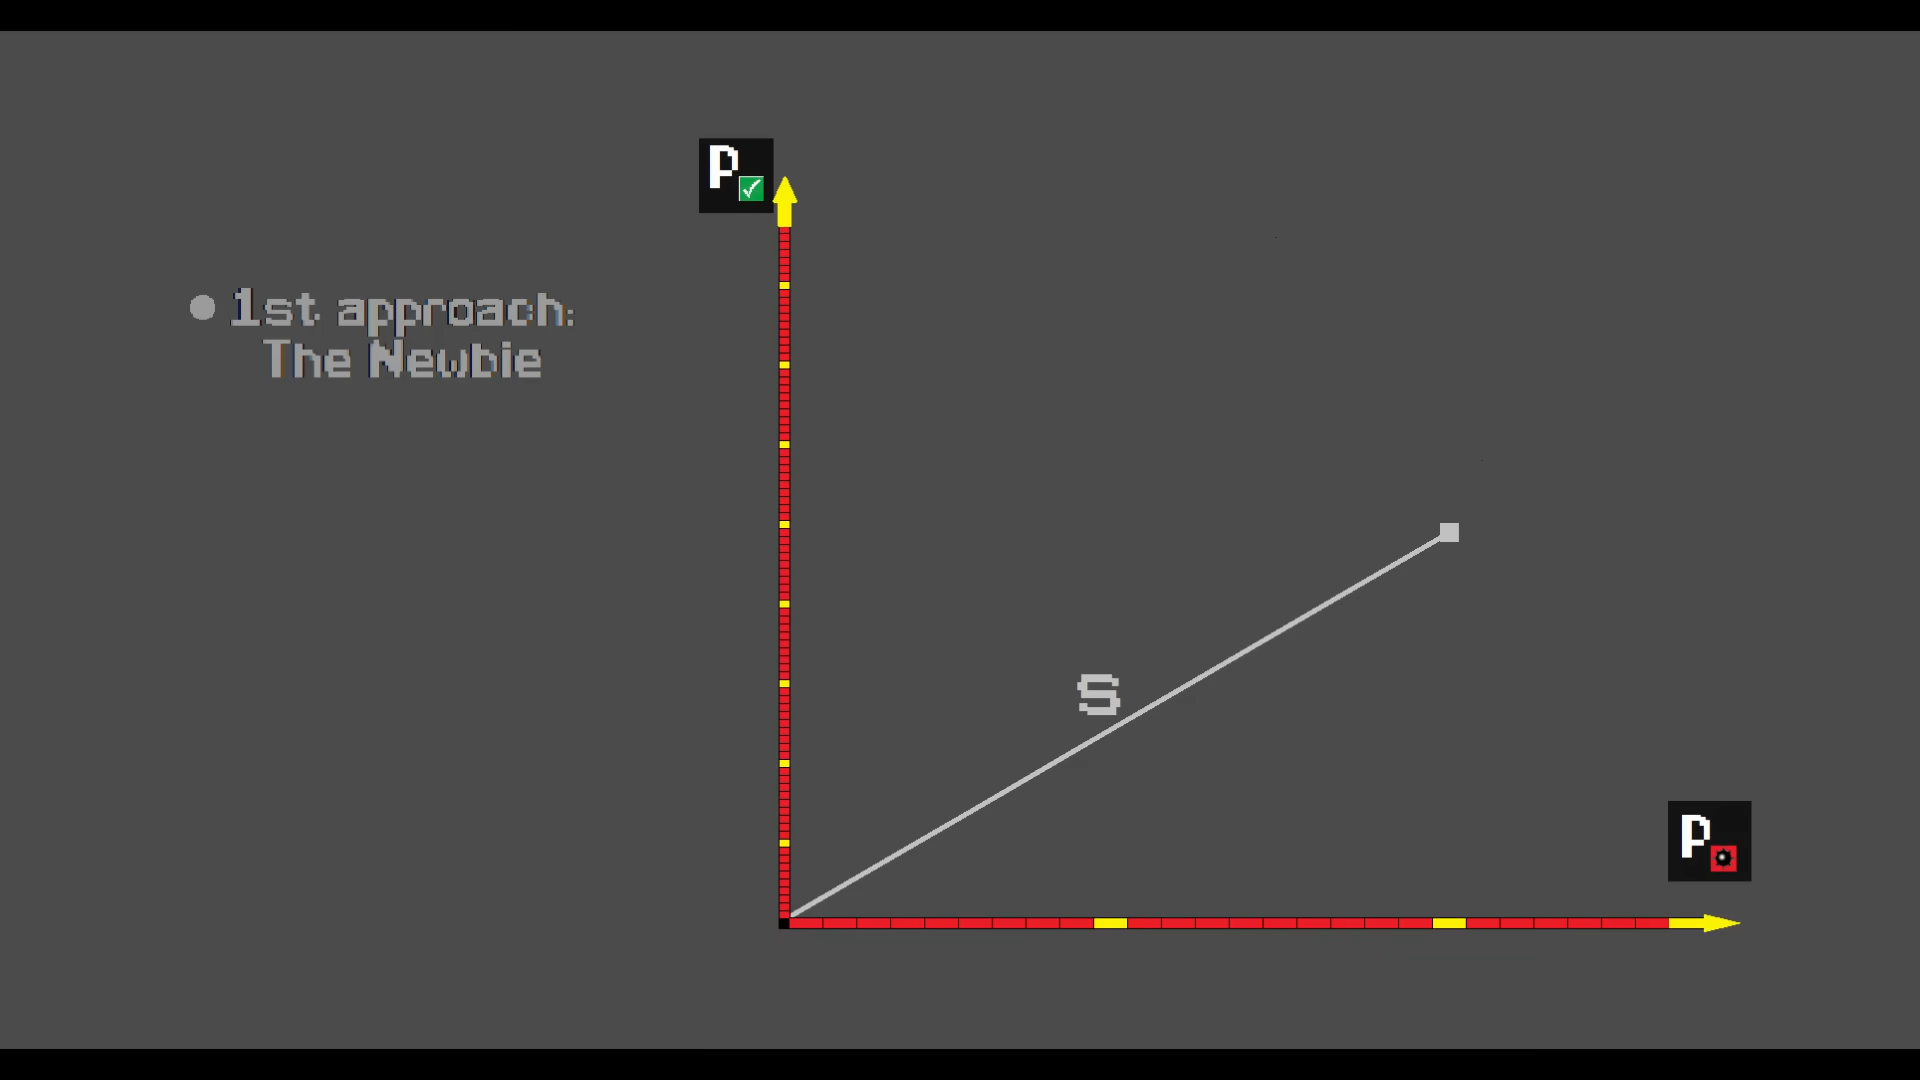 P✓
● 1st approach:
The Newbie
S
P